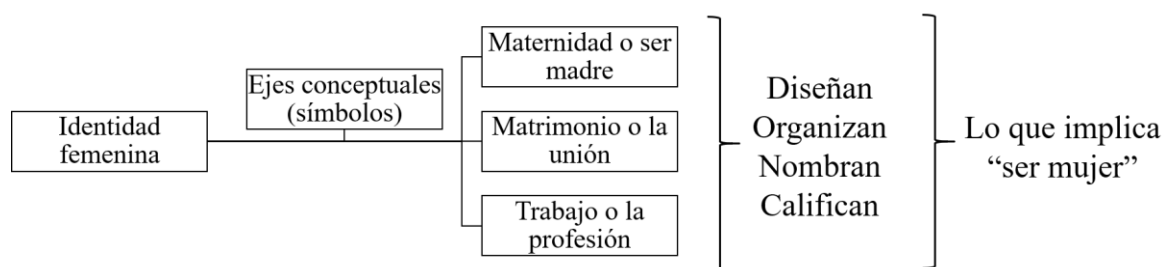 Identidad
femenina
Ejes conceptuales
(símbolos)
Maternidad o ser
madre
Matrimonio o la
unión
Trabajo o la
profesión
Diseñan
Organizan
Nombran
Califican
Lo que implica
“ser mujer”